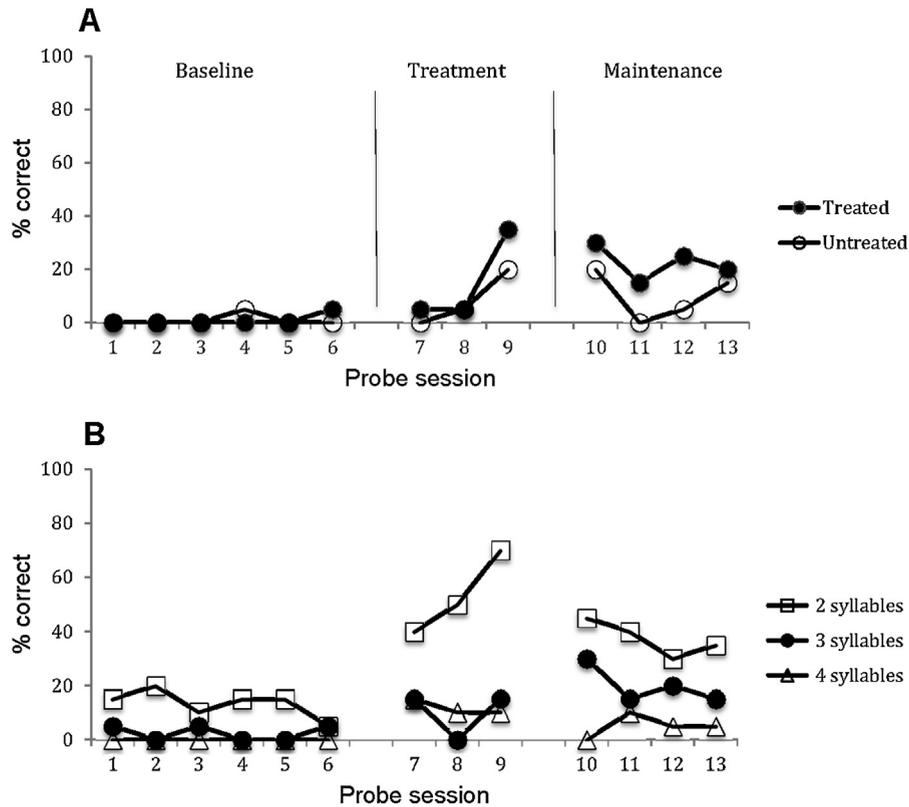 A
100
Baseline
Treatment
Maintenance
80
60
40
20
0
% correct
Treated
Untreated
1 2 3 4 5 6 7 8 9 10 11 12 13
Probe session
B
100
80
60
40
20
0
% correct
2 syllables
3 syllables
4 syllables
1 2 3 4 5 6 7 8 9 10 11 12 13
Probe session